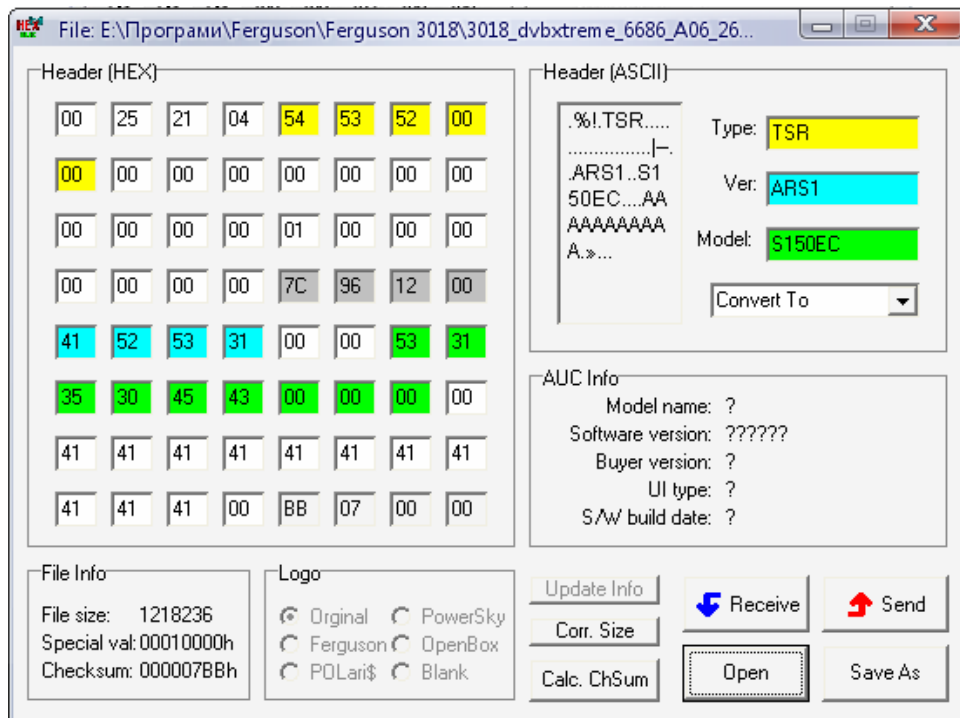 File: E:\Програми\Ferguson\Ferguson 3018\3018_dvbxtreme_6686_A06_26...
Header (HEX)
00 25 21 04 54 53 52 00
00 00 00 00 00 00 00 00
00 00 00 00 01 00 00 00
00 00 00 00 7C 96 12 00
41 52 53 31 00 00 53 31
35 30 45 43 00 00 00 00
41 41 41 41 41 41 41 41
41 41 41 00 BB 07 00 00
Header (ASCII)
.%!.TSR.....
...............|–.
.ARS1..S1
50EC....AA
AAAAAAAAA
A.»...
Type: TSR
Ver: ARS1
Model: S150EC
Convert To
AUC Info
Model name: ?
Software version: ??????
Buyer version: ?
UI type: ?
S/W build date: ?
File Info
File size: 1218236
Special val: 00010000h
Checksum: 000007BBh
Logo
Orginal PowerSky
Ferguson OpenBox
POLari$ Blank
Update Info
Corr. Size
Calc. ChSum
Receive Send
Open Save As